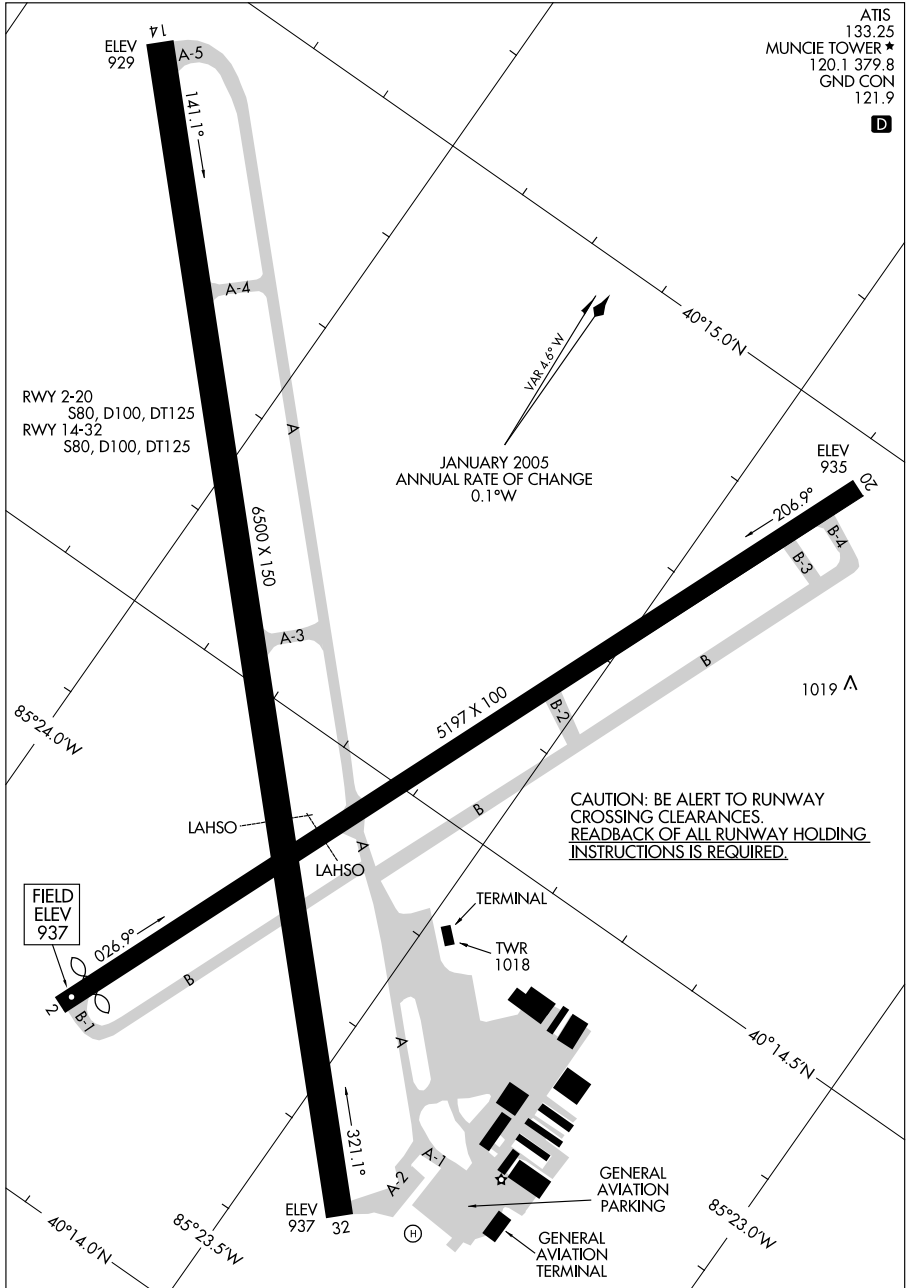 ATIS
133.25
MUNCIE TOWER ★
120.1 379.8
GND CON
121.9
D
14
ELEV
929
A-5
141.1°
A-4
40°15.0'N
VAR 4.6° W
RWY 2-20
S80, D100, DT125
RWY 14-32
S80, D100, DT125
A
JANUARY 2005
ANNUAL RATE OF CHANGE
0.1°W
ELEV
935
20
206.9°
B-4
B-3
6500 X 150
A-3
B
1019
5197 X 100
B-2
85°24.0'W
CAUTION: BE ALERT TO RUNWAY
CROSSING CLEARANCES.
READBACK OF ALL RUNWAY HOLDING
INSTRUCTIONS IS REQUIRED.
B
LAHSO
A
LAHSO
FIELD
ELEV
937
TERMINAL
026.9°
TWR
1018
B
2
B-1
A
40°14.5'N
321.1°
A-1
A-2
GENERAL
AVIATION
PARKING
ELEV
937
32
H
40°14.0'N
85°23.5'W
85°23.0'W
GENERAL
AVIATION
TERMINAL